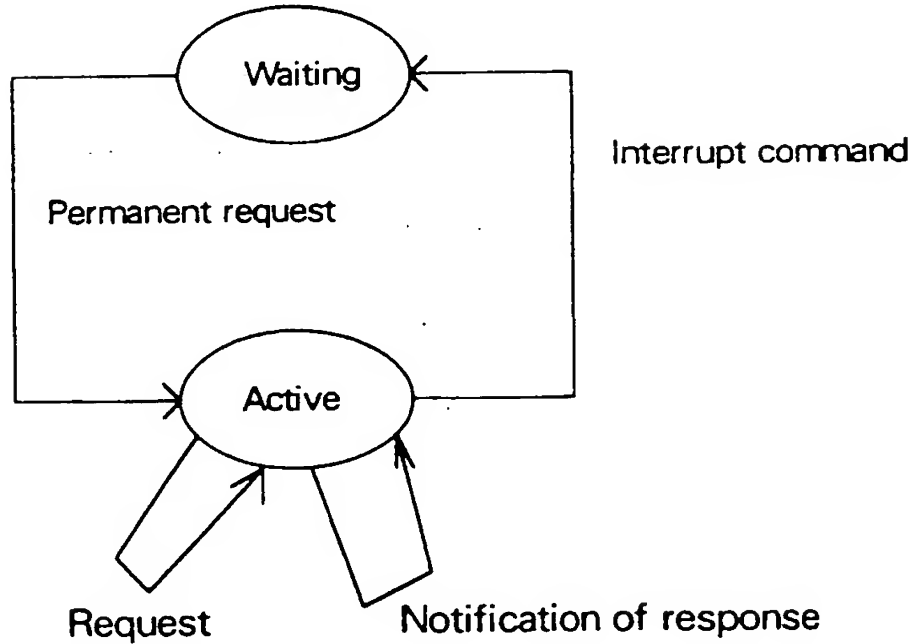 Waiting
Interrupt command
Permanent request
Active
Request
Notification of response